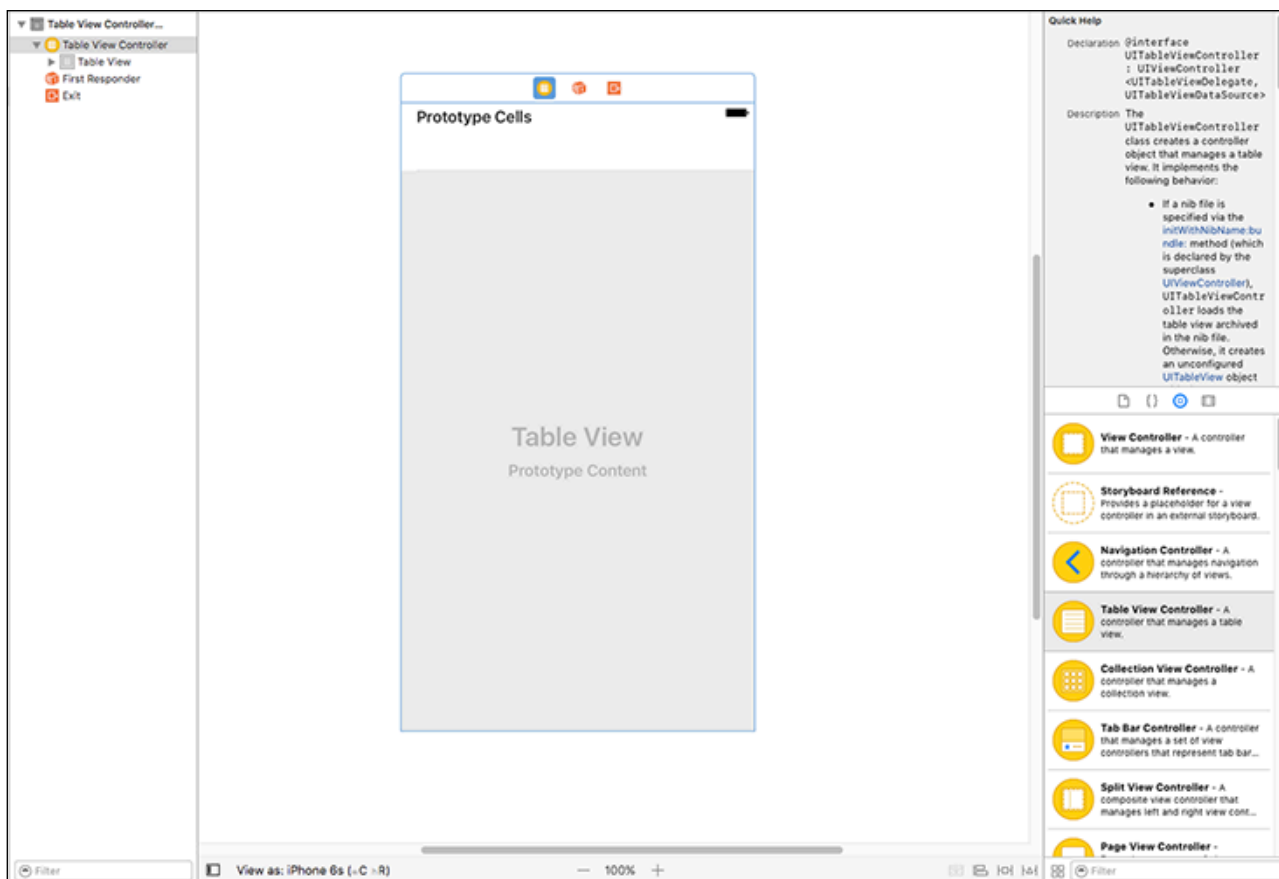 Table View Controller...
Table View Controller
Table View
First Responder
Exit
Filter
Prototype Cells
Table View
Prototype Content
View as: iPhone 6s (wC hR)
100%
Quick Help
Declaration @interface
UITableViewController
: UIViewController
<UITableViewDelegate,
UITableViewDataSource>
Description The
UITableViewController
class creates a controller
object that manages a table
view. It implements the
following behavior:
• If a nib file is
specified via the
initWithNibName:bu
ndle: method (which
is declared by the
superclass
UIViewController),
UITableViewContr
oller loads the
table view archived
in the nib file.
Otherwise, it creates
an unconfigured
UITableView object
View Controller - A controller
that manages a view.
Storyboard Reference -
Provides a placeholder for a view
controller in an external storyboard.
Navigation Controller - A
controller that manages navigation
through a hierarchy of views.
Table View Controller - A
controller that manages a table
view.
Collection View Controller - A
controller that manages a
collection view.
Tab Bar Controller - A controller
that manages a set of view
controllers that represent tab bar...
Split View Controller - A
composite view controller that
manages left and right view cont...
Page View Controller -
Filter